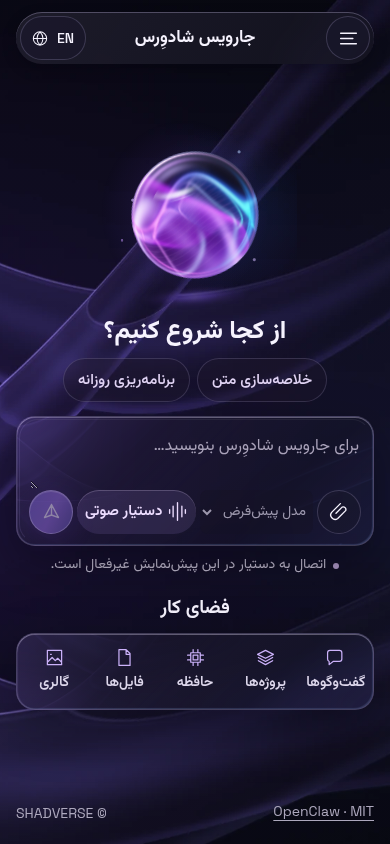 جارویس شادوِرس
EN
از کجا شروع کنیم؟
خلاصه‌سازی متن
برنامه‌ریزی روزانه
برای جارویس شادوِرس بنویسید...
مدل پیش‌فرض
دستیار صوتی
اتصال به دستیار در این پیش‌نمایش غیرفعال است.
فضای کار
گفت‌وگوها
پروژه‌ها
حافظه
فایل‌ها
گالری
OpenClaw · MIT
SHADVERSE ©